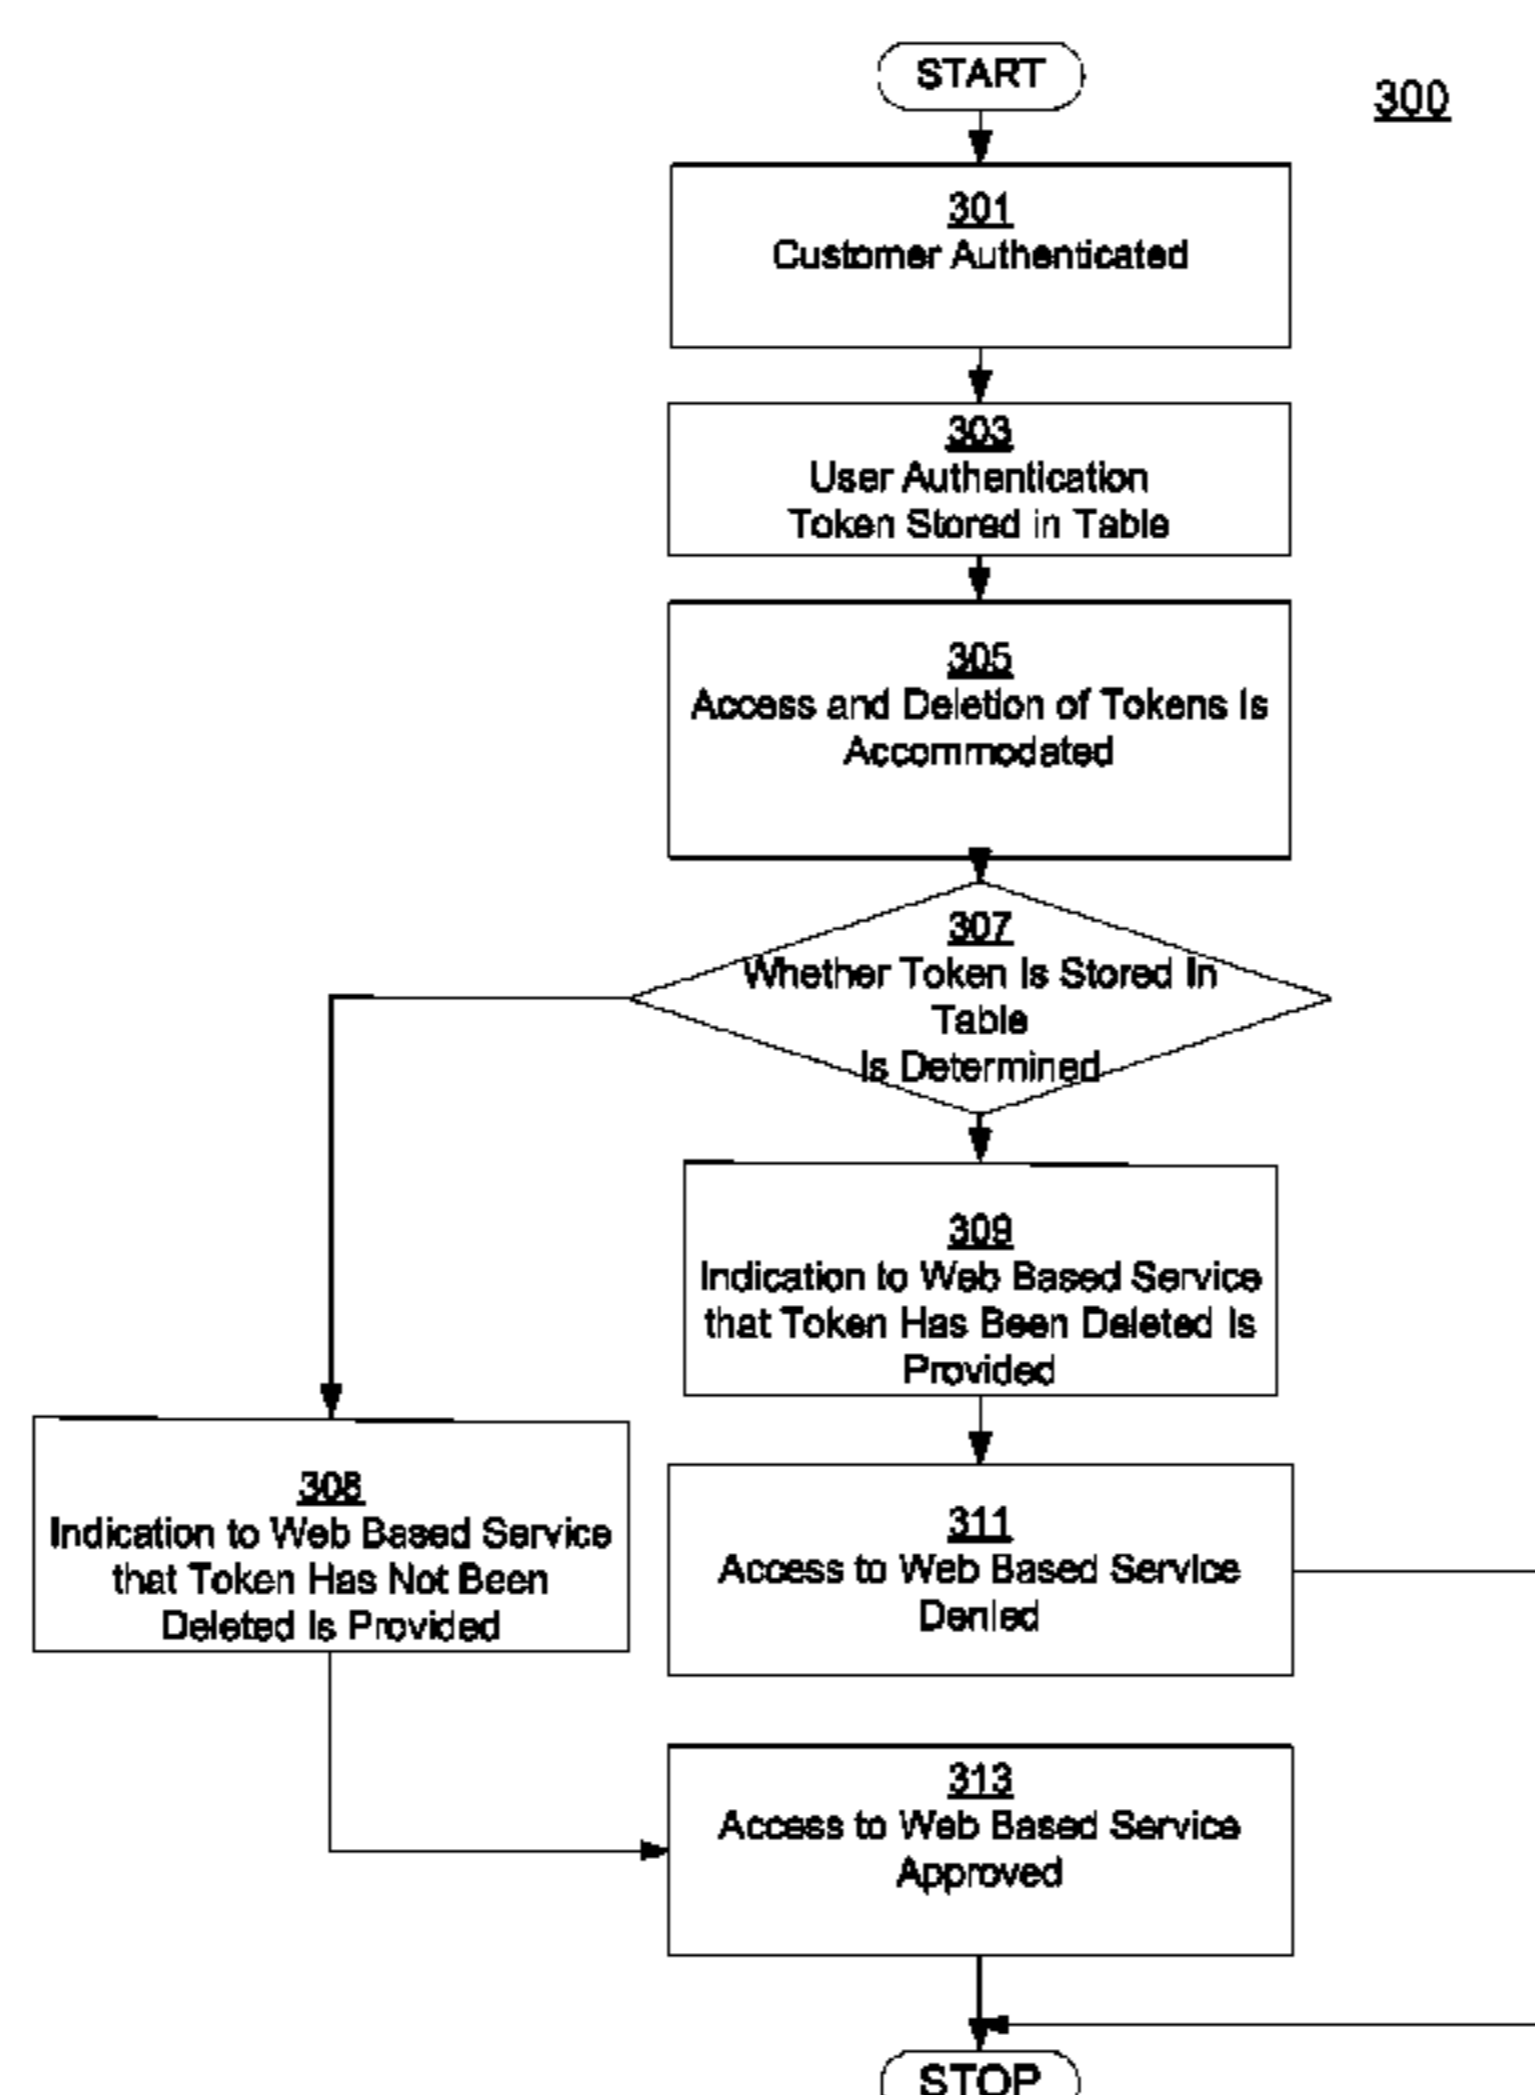 START
300
301
Customer Authenticated
303
User Authentication
Token Stored in Table
305
Access and Deletion of Tokens Is
Accommodated
307
Whether Token Is Stored In
Table
Is Determined
309
Indication to Web Based Service
that Token Has Been Deleted Is
Provided
308
Indication to Web Based Service
that Token Has Not Been
Deleted Is Provided
311
Access to Web Based Service
Denied
313
Access to Web Based Service
Approved
STOP